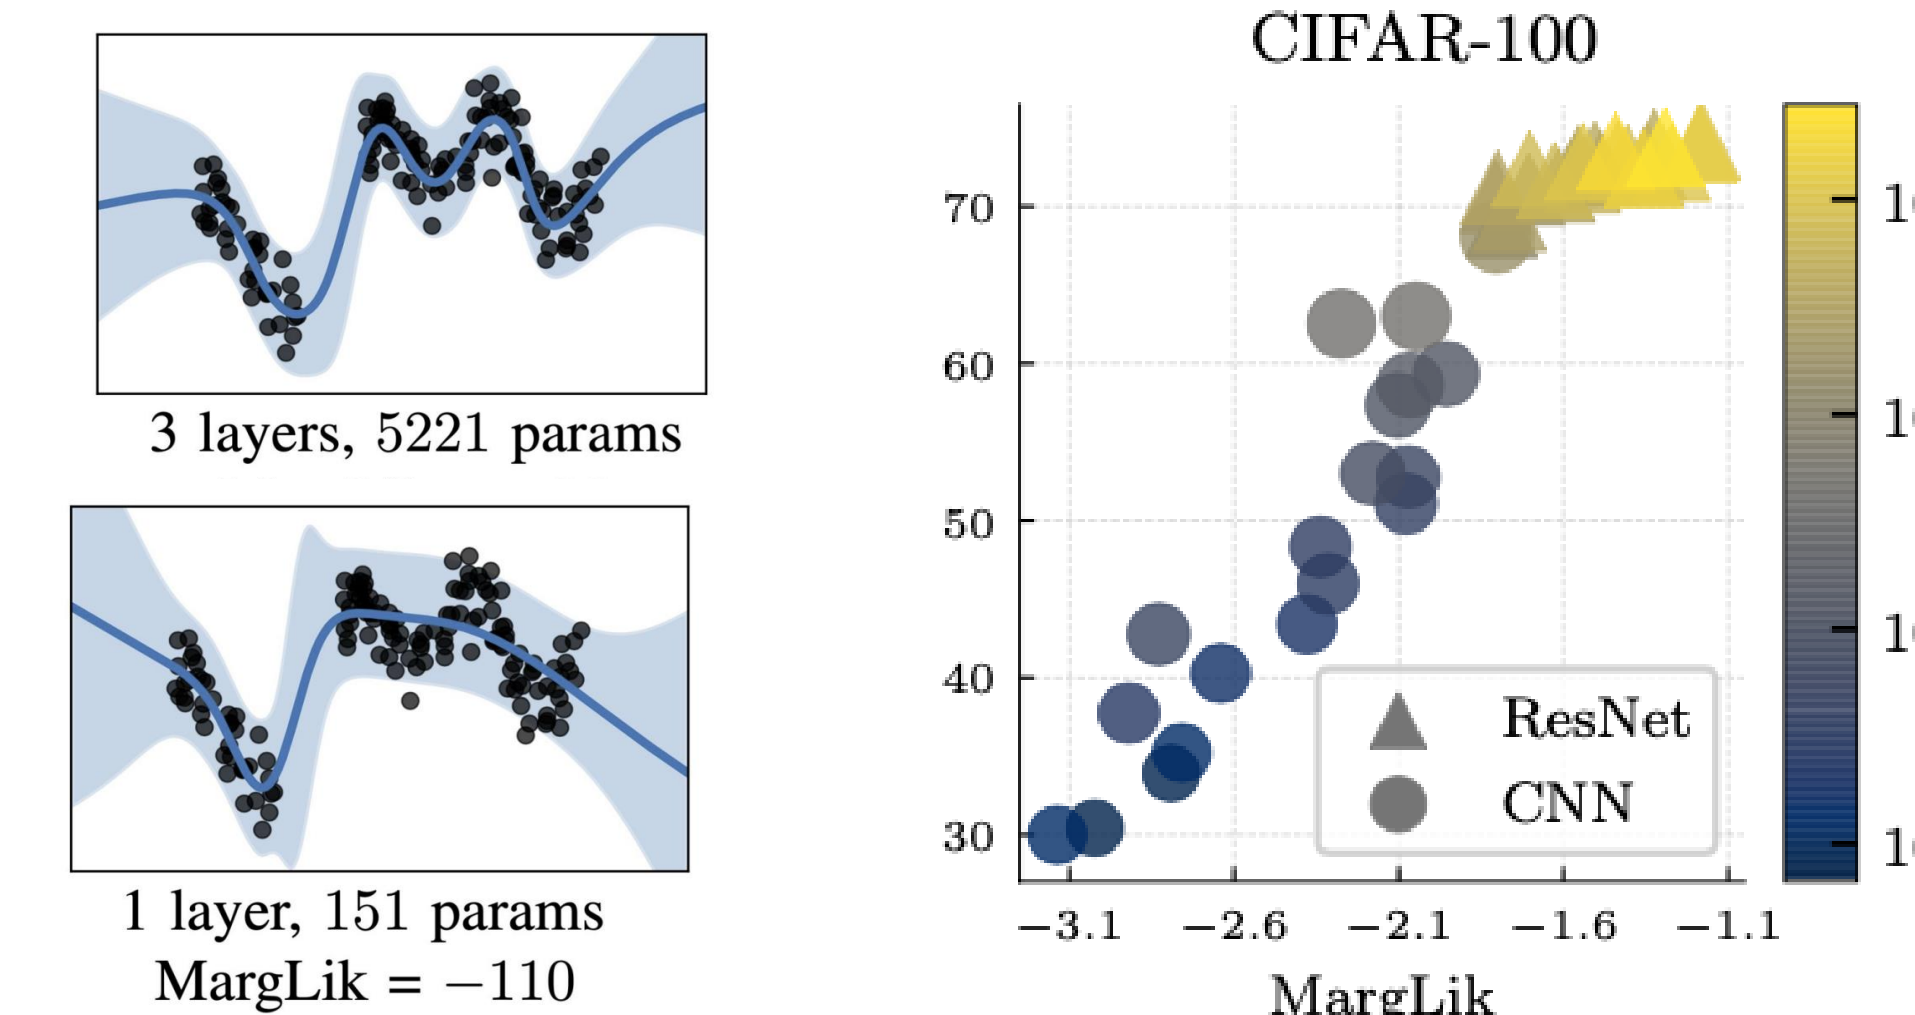 3 layers, 5221 params
1 layer, 151 params
MargLik = −110
CIFAR-100
70
60
50
40
30
ResNet
CNN
−3.1 −2.6 −2.1 −1.6 −1.1
MargLik